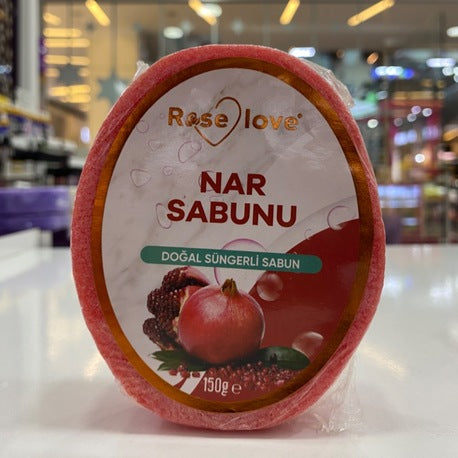 Rose love®
NAR
SABUNU
DOĞAL SÜNGERLİ SABUN
150g ℮